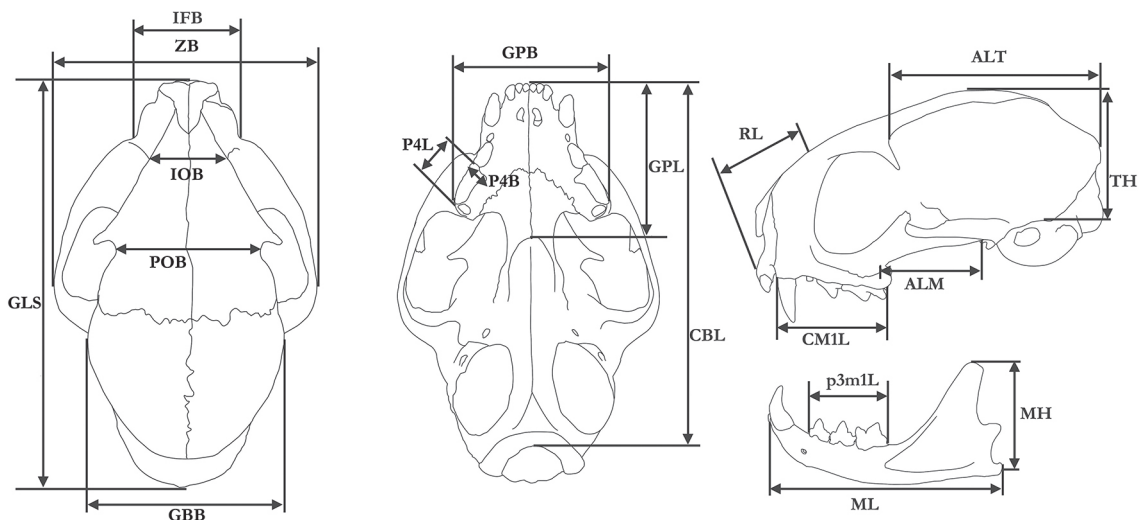 IFB
ZB
IOB
POB
GLS
GBB
GPB
P4L
P4B
GPL
CBL
ALT
RL
TH
ALM
CM1L
p3m1L
MH
ML